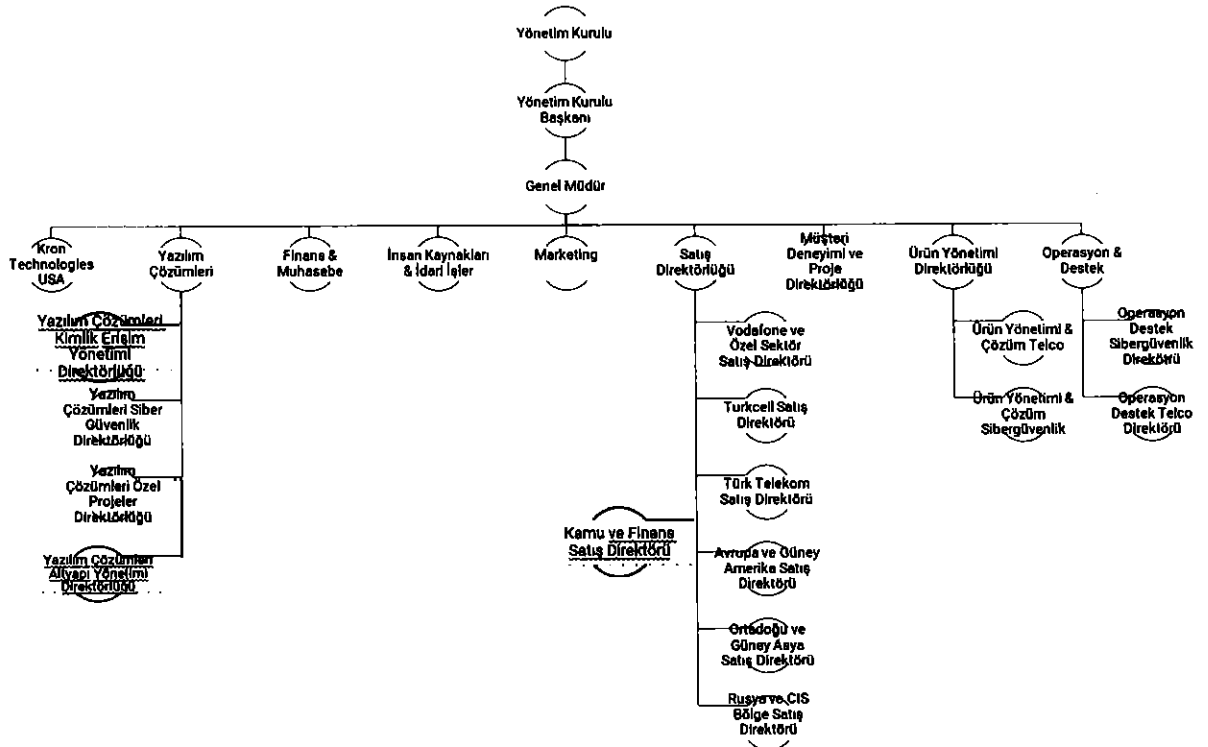 Yönetim Kurulu
Yönetim Kurulu
Başkanı
Genel Müdür
Kron
Technologies
USA
Yazılım
Çözümleri
Finans &
Muhasebe
İnsan Kaynakları
& İdari İşler
Marketing
Satış
Direktörlüğü
Müşteri
Deneyimi ve
Proje
Direktörlüğü
Ürün Yönetimi
Direktörlüğü
Operasyon &
Destek
Yazılım Çözümleri
Kimlik Erişim
Yönetimi
Direktörlüğü
Yazılım
Çözümleri Siber
Güvenlik
Direktörlüğü
Yazılım
Çözümleri Özel
Projeler
Direktörlüğü
Yazılım Çözümleri
Altyapı Yönetimi
Direktörlüğü
Vodafone ve
Özel Sektör
Satış Direktörü
Turkcell Satış
Direktörü
Türk Telekom
Satış Direktörü
Kamu ve Finans
Satış Direktörü
Avrupa ve Güney
Amerika Satış
Direktörü
Ortadoğu ve
Güney Asya
Satış Direktörü
Rusya ve CIS
Bölge Satış
Direktörü
Ürün Yönetimi &
Çözüm Telco
Ürün Yönetimi &
Çözüm
Sibergüvenlik
Operasyon
Destek
Sibergüvenlik
Direkötrü
Operasyon
Destek Telco
Direktörü